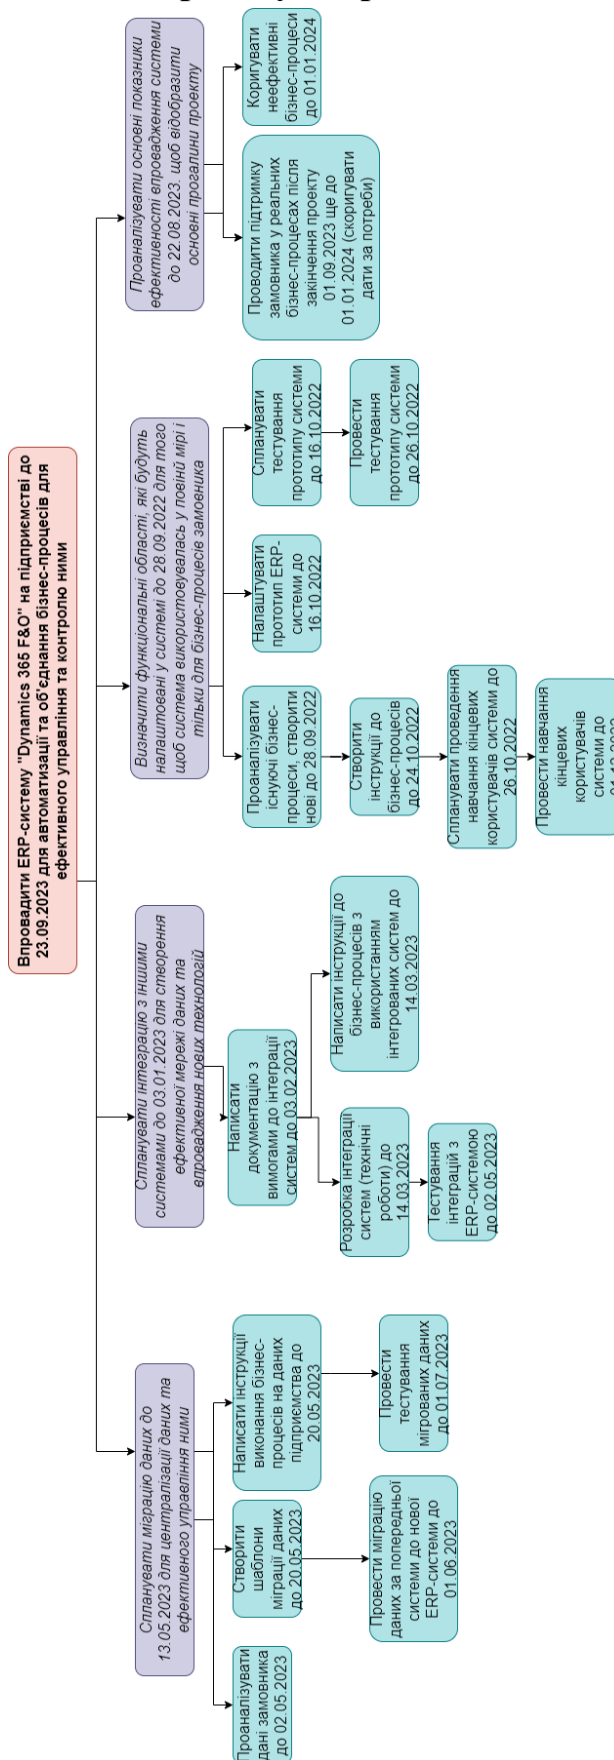 Впровадити ERP-систему "Dynamics 365 F&O" на підприємстві до
23.09.2023 для автоматизації та об'єднання бізнес-процесів для
ефективного управління та контролю ними
Спланувати міграцію даних до
13.05.2023 для централізації даних та
ефективного управління ними
Проаналізувати
дані замовника
до 02.05.2023
Створити
шаблони
міграції даних
до 20.05.2023
Провести міграцію
даних за попередньої
системи до нової
ERP-системи до
01.06.2023
Написати інструкції
виконання бізнес-
процесів на даних
підприємства до
20.05 2023
Провести
тестування
мігрованих даних
до 01.07.2023
Спланувати інтеграцію з іншими
системами до 03.01.2023 для створення
ефективної мережі даних та
впровадження нових технологій
Написати
документацію з
вимогами до інтеграції
систем до 03.02.2023
Розробка інтеграції
систем (технічні
роботи) до
14.03.2023
Тестування
інтеграцій з
ERP-системою
до 02.05.2023
Написати інструкції до
бізнес-процесів з
використанням
інтегрованих систем до
14.03.2023
Визначити функціональні області, які будуть
налаштовані у системі до 28.09.2022 для того
щоб система використовувалась у повіній мірі і
тільки для бізнес-процесів замовника
Проаналізувати
існуючі бізнес-
процеси, створити
нові до 28.09.2022
Створити
інструкції до
бізнес-процесів
до 24.10.2022
Спланувати проведення
навчання кінцевих
користувачів системи до
26.10.2022
Провести навчання
кінцевих
користувачів
системи до
Налаштувати
прототип ERP-
системи до
16.10.2022
Спланувати
тестування
прототипу системи
до 16.10.2022
Провести
тестування
прототипу системи
до 26.10.2022
Проаналізувати основні показники
ефективності впровадження системи
до 22.08.2023. щоб відобразити
основні прогалини проекту
Проводити підтримку
замовника у реальних
бізнес-процесах після
закінчення проекту
01.09.2023 ще до
01.01.2024 (скоригувати
дати за потреби)
Коригувати
неефективні
бізнес-процеси
до 01.01.2024